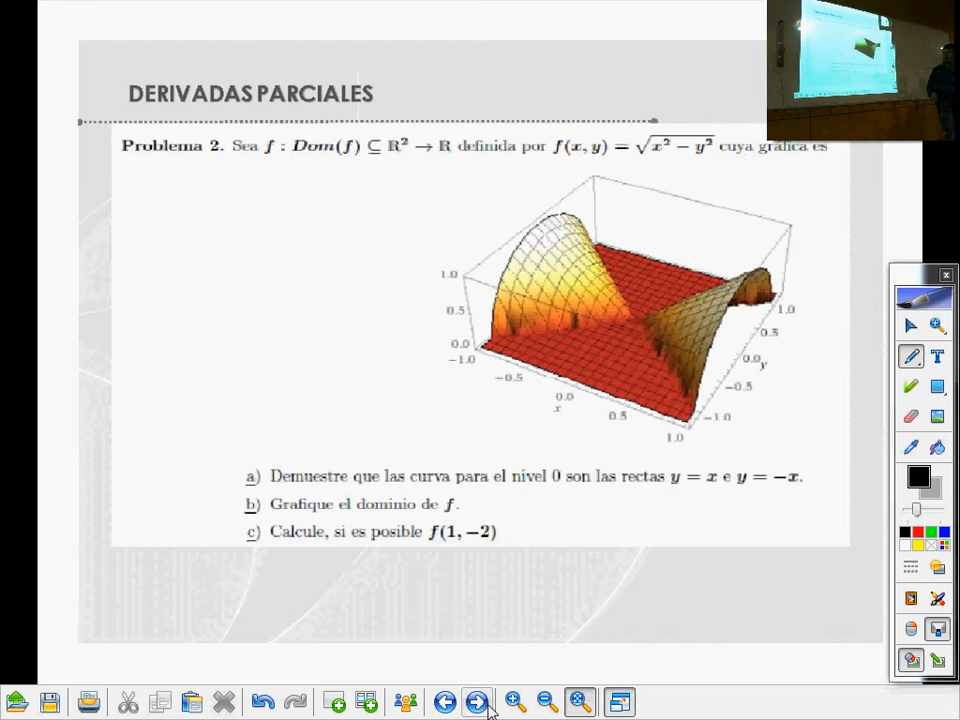 DERIVADAS PARCIALES
Problema 2. Sea f : Dom(f) ⊆ ℝ² → ℝ definida por f(x, y) = √(x² − y²) cuya gráfica es
1.0
0.5
0.0
-1.0
-0.5
0.0
x
0.5
1.0
1.0
0.5
0.0
y
-0.5
-1.0
a) Demuestre que las curva para el nivel 0 son las rectas y = x e y = −x.
b) Grafique el dominio de f.
c) Calcule, si es posible f(1, −2)
x
T